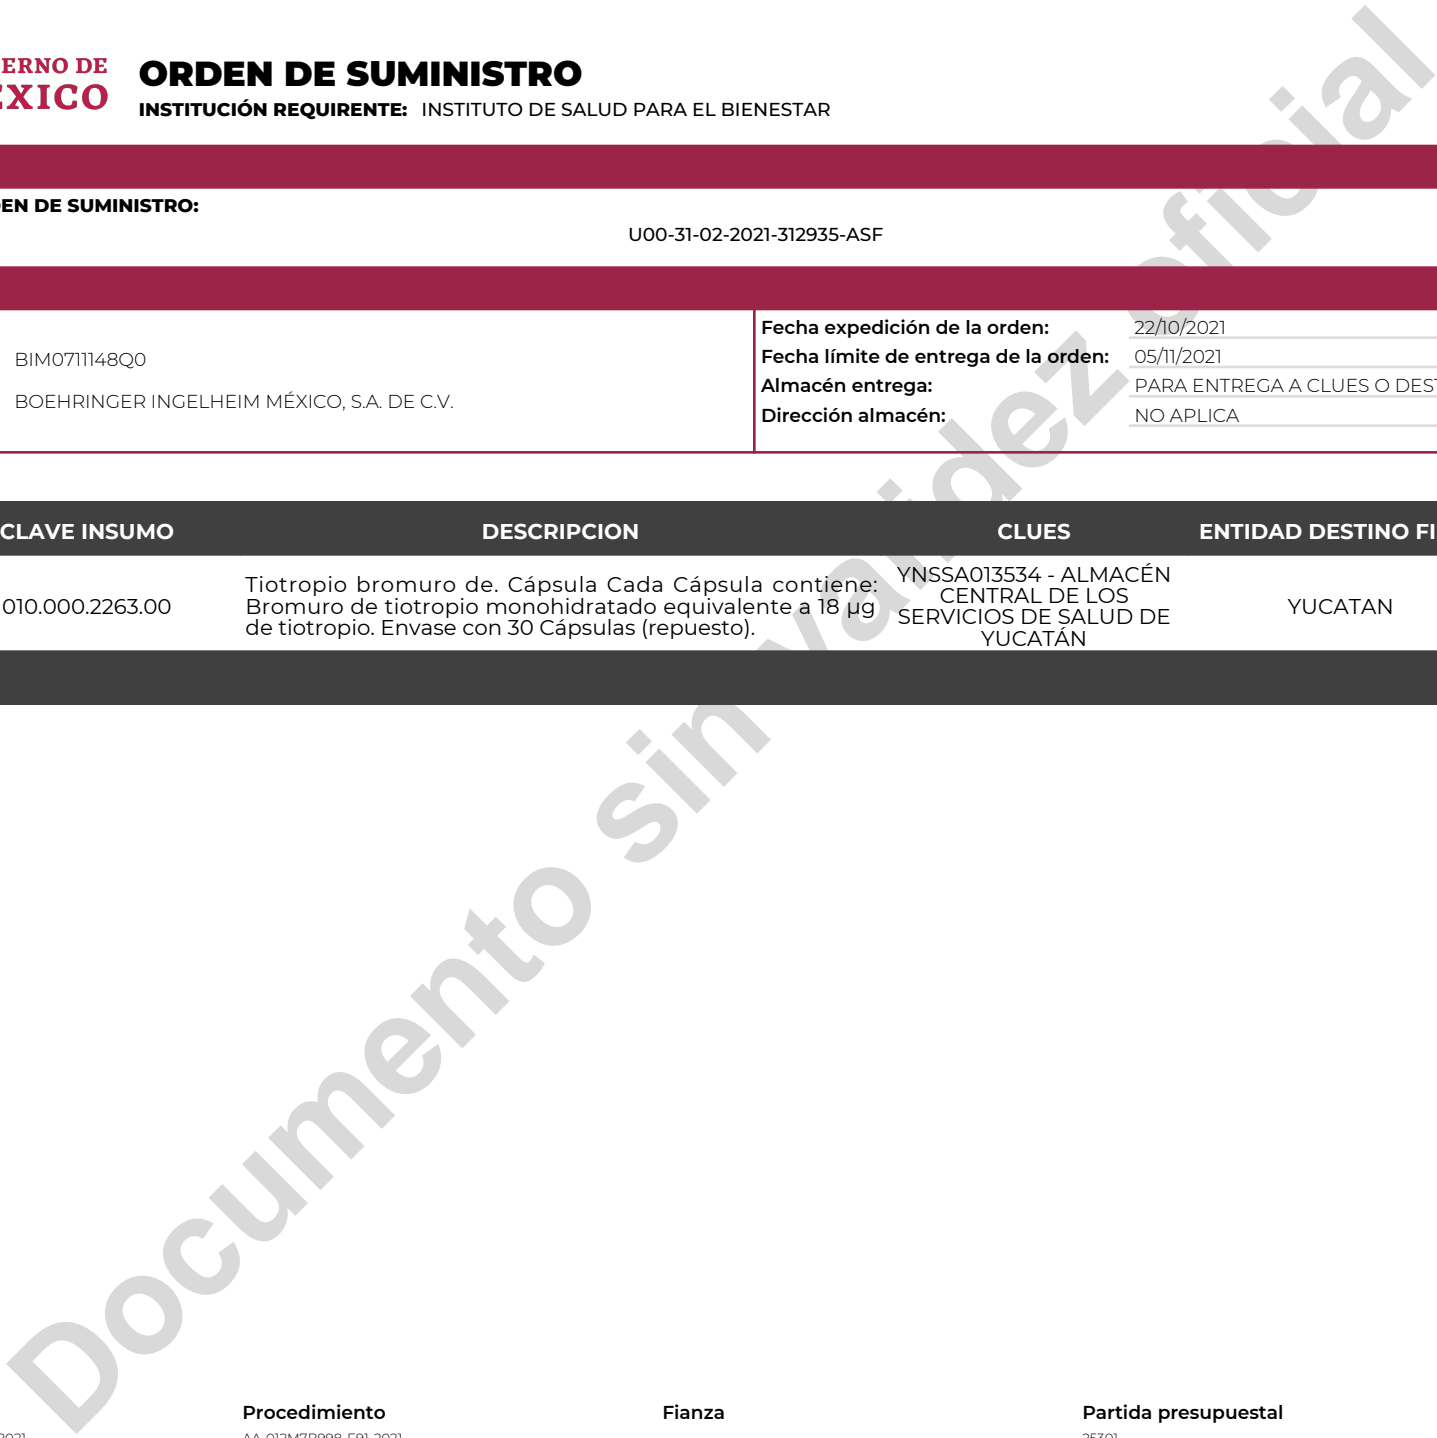 ERNO DE
ORDEN DE SUMINISTRO
INSTITUCIÓN REQUIRENTE: INSTITUTO DE SALUD PARA EL BIENESTAR
EN DE SUMINISTRO:
U00-31-02-2021-312935-ASF
BIM0711148Q0
BOEHRINGER INGELHEIM MÉXICO, S.A. DE C.V.
Fecha expedición de la orden: 22/10/2021
Fecha límite de entrega de la orden: 05/11/2021
Almacén entrega: PARA ENTREGA A CLUES O DEST
Dirección almacén: NO APLICA
CLAVE INSUMO DESCRIPCION CLUES ENTIDAD DESTINO FI
010.000.2263.00
Tiotropio bromuro de. Cápsula Cada Cápsula contiene:
Bromuro de tiotropio monohidratado equivalente a 18 µg
de tiotropio. Envase con 30 Cápsulas (repuesto).
YNSSA013534 - ALMACÉN
CENTRAL DE LOS
SERVICIOS DE SALUD DE
YUCATÁN
YUCATAN
Documento sin validez oficial
Procedimiento Fianza Partida presupuestal